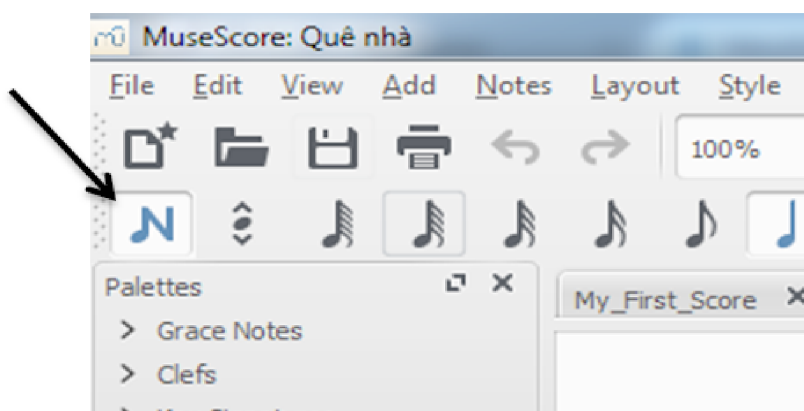 MuseScore: Quê nhà
File Edit View Add Notes Layout Style
100%
N
Palettes
My_First_Score
Grace Notes
Clefs